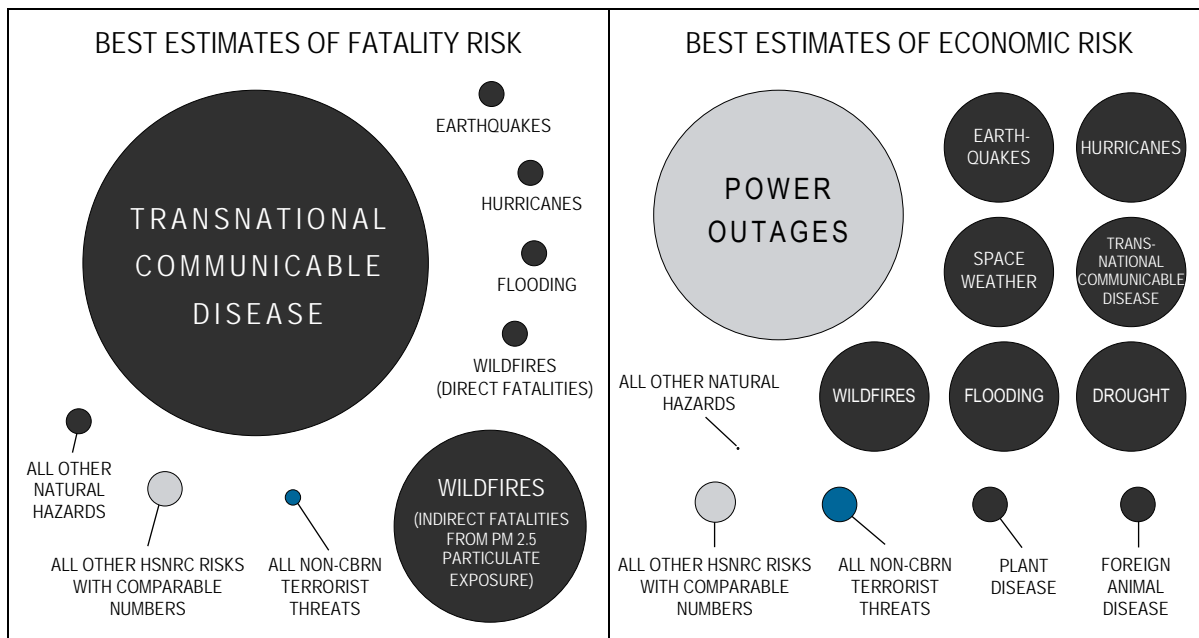 BEST ESTIMATES OF FATALITY RISK
TRANSNATIONAL
COMMUNICABLE
DISEASE
EARTHQUAKES
HURRICANES
FLOODING
WILDFIRES
(DIRECT FATALITIES)
ALL OTHER
NATURAL
HAZARDS
ALL OTHER HSNRC RISKS
WITH COMPARABLE
NUMBERS
ALL NON-CBRN
TERRORIST
THREATS
WILDFIRES
(INDIRECT FATALITIES
FROM PM 2.5
PARTICULATE
EXPOSURE)
BEST ESTIMATES OF ECONOMIC RISK
POWER
OUTAGES
EARTH-
QUAKES
HURRICANES
SPACE
WEATHER
TRANS-
NATIONAL
COMMUNICABLE
DISEASE
ALL OTHER NATURAL
HAZARDS
WILDFIRES
FLOODING
DROUGHT
ALL OTHER HSNRC RISKS
WITH COMPARABLE
NUMBERS
ALL NON-CBRN
TERRORIST
THREATS
PLANT
DISEASE
FOREIGN
ANIMAL
DISEASE